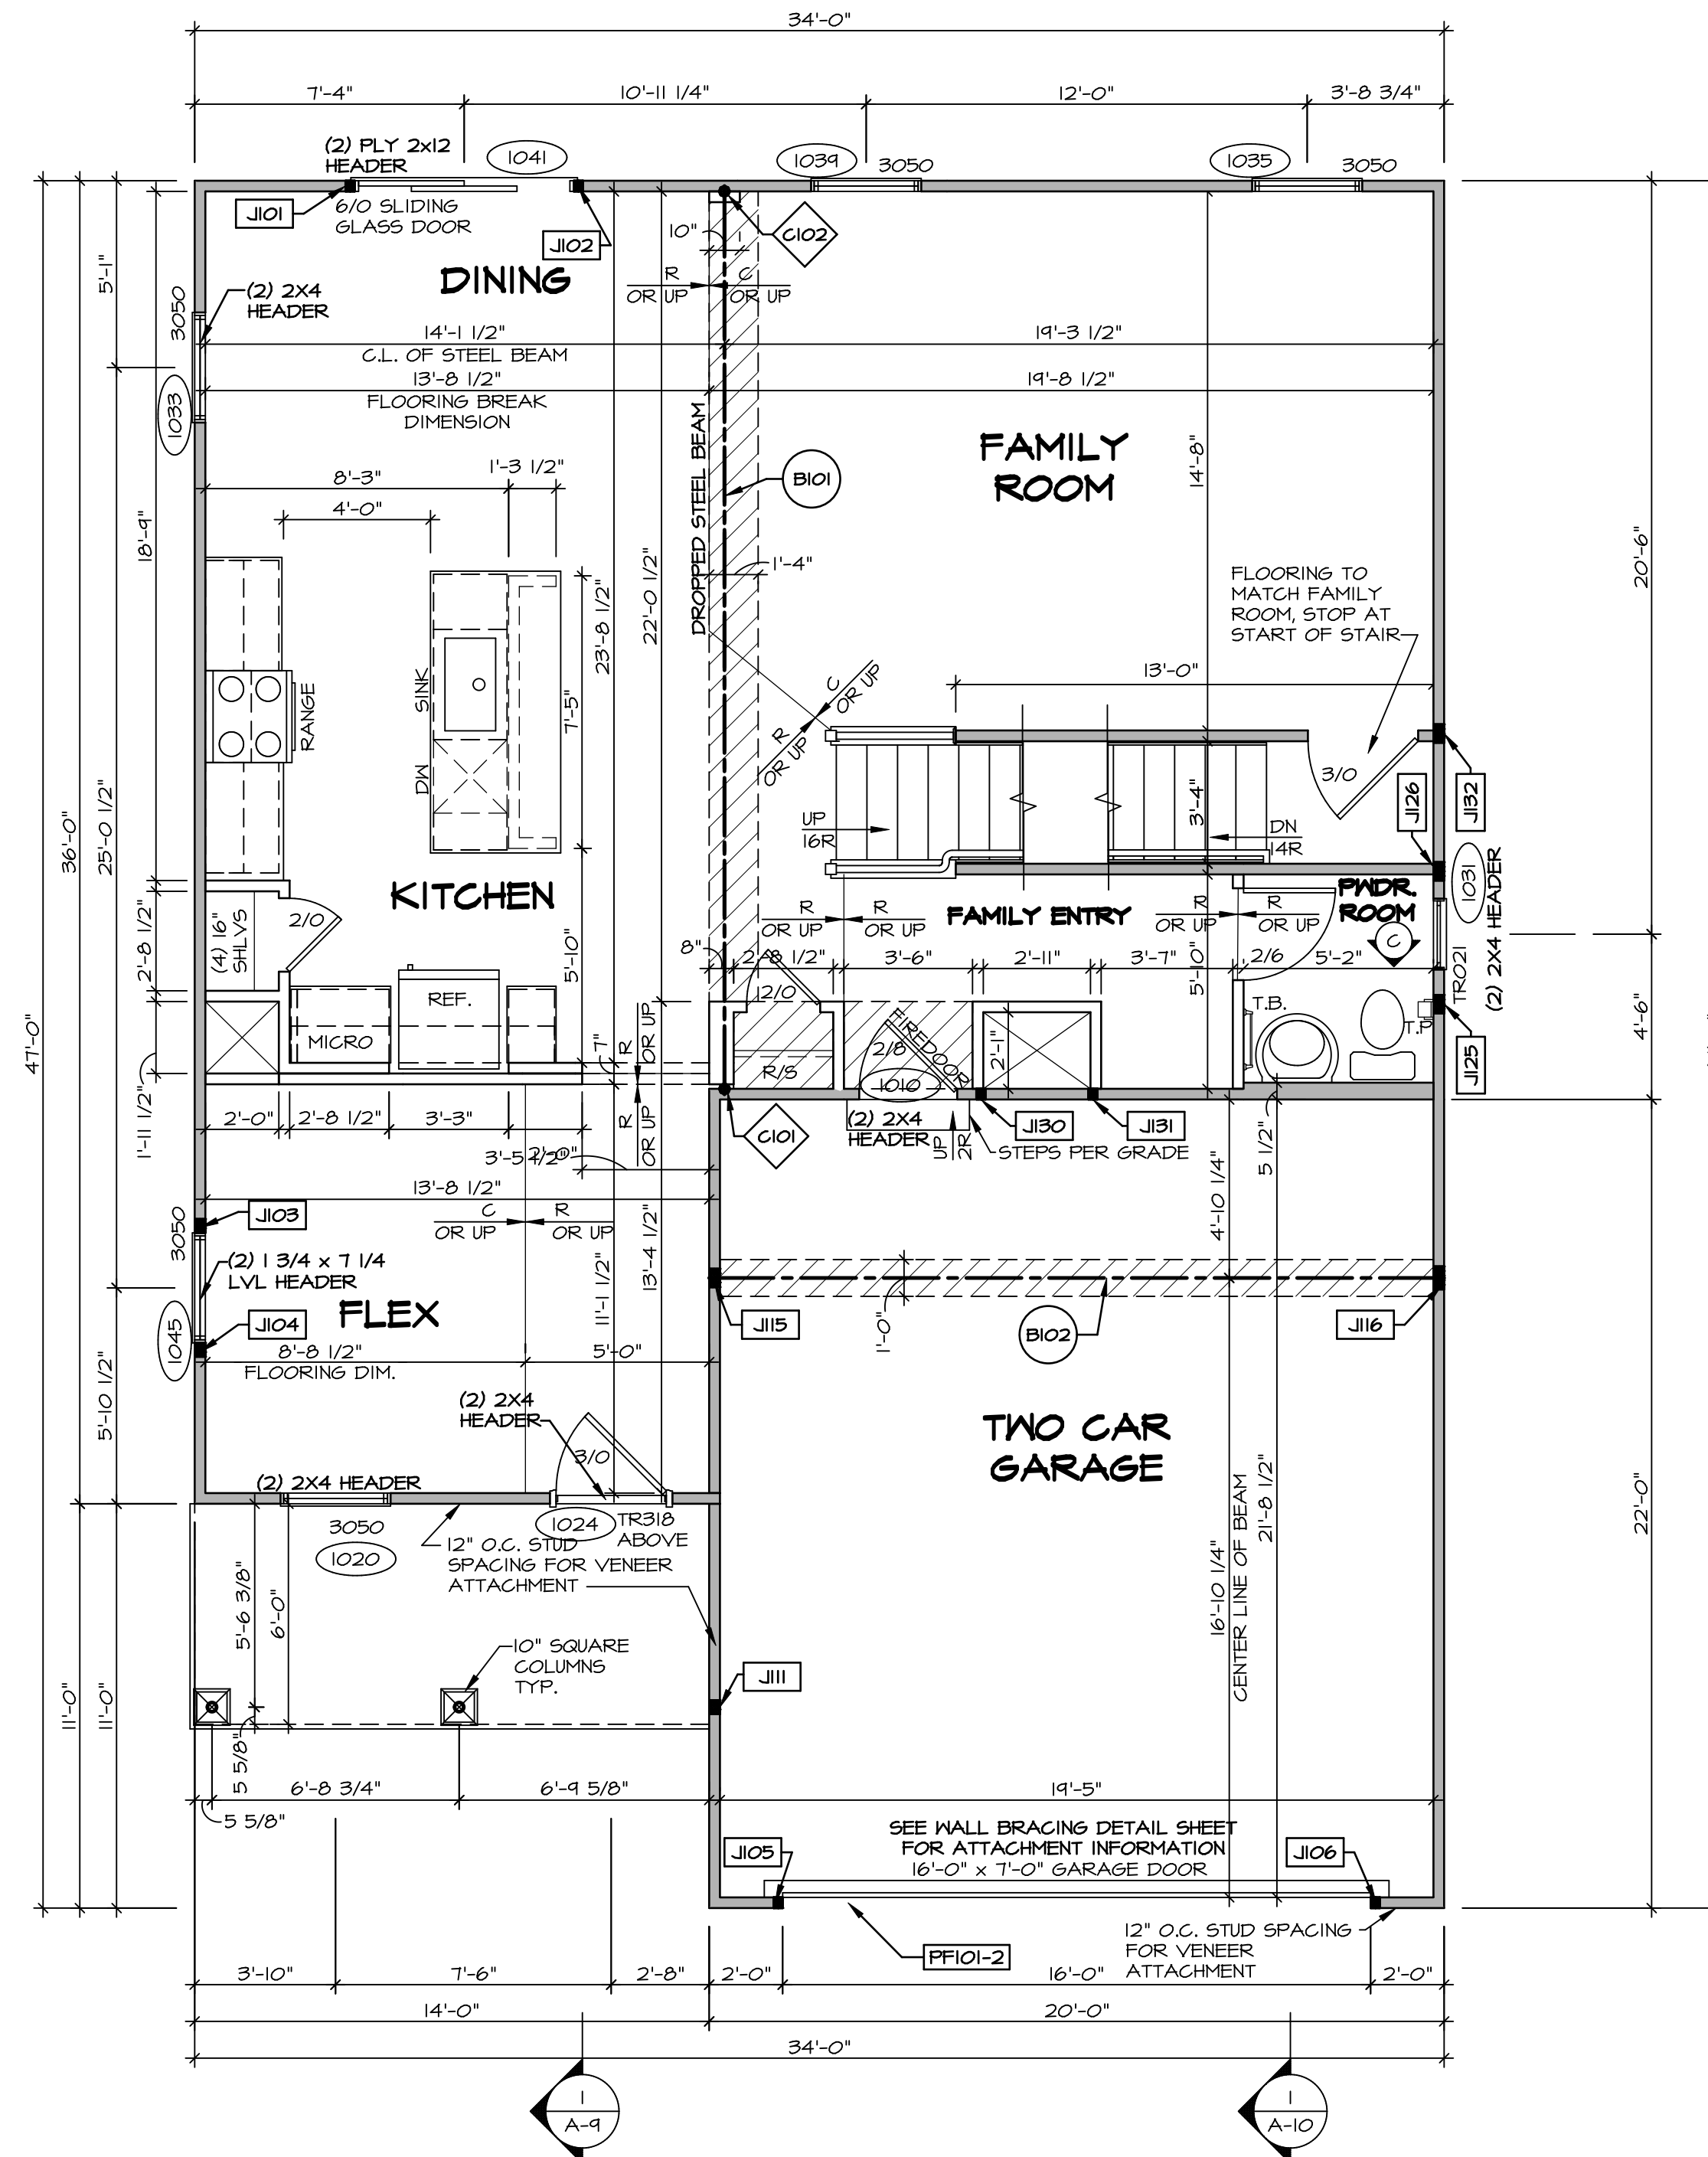 34'-0"
7'-4"
10'-11 1/4"
12'-0"
3'-8 3/4"
(2) PLY 2x12
HEADER
1041
1039
3050
1035
3050
J101
6/0 SLIDING
GLASS DOOR
J102
10"
C102
DINING
R
OR UP
C
OR UP
5'-1"
3050
(2) 2X4
HEADER
14'-1 1/2"
C.L. OF STEEL BEAM
19'-3 1/2"
13'-8 1/2"
FLOORING BREAK
DIMENSION
19'-8 1/2"
1033
DROPPED STEEL BEAM
FAMILY
ROOM
14'-8"
B101
8'-3"
1'-3 1/2"
4'-0"
18'-9"
22'-0 1/2"
23'-8 1/2"
1'-4"
20'-6"
FLOORING TO
MATCH FAMILY
ROOM, STOP AT
START OF STAIR
RANGE
SINK
DW
7'-5"
C
OR UP
R
OR UP
13'-0"
3/0
J126
J132
UP
16R
3'-4"
DN
14R
36'-0"
25'-0 1/2"
KITCHEN
2/0
(4) 16"
SHLVS
2'-8 1/2"
5'-10"
R
OR UP
R
OR UP
FAMILY ENTRY
R
OR UP
R
OR UP
PWDR.
ROOM
C
1031
(2) 2X4 HEADER
TR021
8"
2'-8 1/2"
3'-6"
2'-11"
3'-7"
5'-10"
2/6
5'-2"
REF.
MICRO
2/0
R/S
FIREDOOR
2/8
1010
2'-1"
T.B.
T.P.
4'-6"
J125
47'-0"
1'-11 1/2"
7"
R
OR UP
R
OR UP
2'-0"
2'-8 1/2"
3'-3"
3'-5 1/2"
C101
(2) 2X4
HEADER
UP
2R
J130
J131
STEPS PER GRADE
5 1/2"
4'-10 1/4"
13'-8 1/2"
C
OR UP
R
OR UP
J103
3050
(2) 1 3/4 x 7 1/4
LVL HEADER
FLEX
J104
1045
11'-1 1/2"
13'-4 1/2"
J115
1'-0"
B102
J116
8'-8 1/2"
FLOORING DIM.
5'-0"
5'-10 1/2"
(2) 2X4
HEADER
3/0
TWO CAR
GARAGE
(2) 2X4 HEADER
3050
1020
1024
TR318
ABOVE
12" O.C. STUD
SPACING FOR VENEER
ATTACHMENT
16'-10 1/4"
CENTER LINE OF BEAM
21'-8 1/2"
22'-0"
5'-6 3/8"
6'-0"
10" SQUARE
COLUMNS
TYP.
J111
11'-0"
11'-0"
5 5/8"
6'-8 3/4"
6'-9 5/8"
19'-5"
5 5/8"
SEE WALL BRACING DETAIL SHEET
FOR ATTACHMENT INFORMATION
16'-0" x 7'-0" GARAGE DOOR
J105
J106
PF101-2
12" O.C. STUD SPACING
FOR VENEER
ATTACHMENT
3'-10"
7'-6"
2'-8"
2'-0"
16'-0"
2'-0"
14'-0"
20'-0"
34'-0"
1
A-9
1
A-10